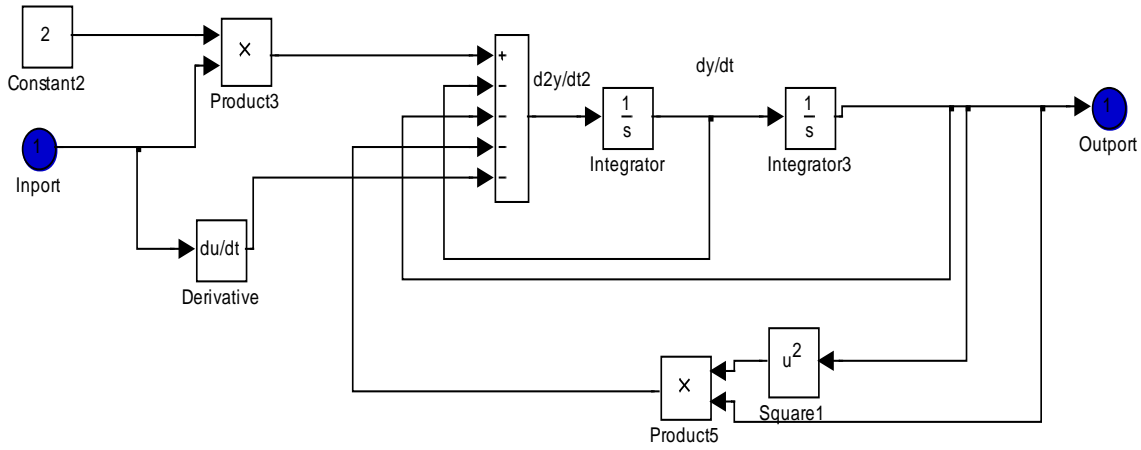 2
Constant2
×
Product3
1
Inport
du/dt
Derivative
+
−
−
−
−
d2y/dt2
1
s
Integrator
dy/dt
1
s
Integrator3
1
Outport
u²
Square1
×
Product5